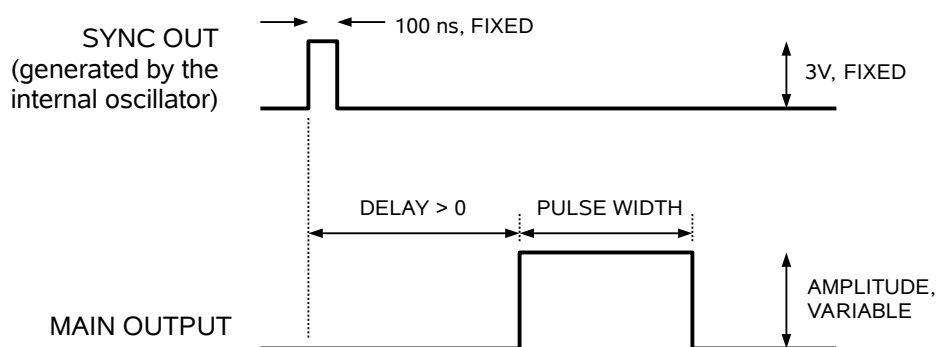 SYNC OUT
(generated by the
internal oscillator)
100 ns, FIXED
3V, FIXED
DELAY > 0
PULSE WIDTH
MAIN OUTPUT
AMPLITUDE,
VARIABLE